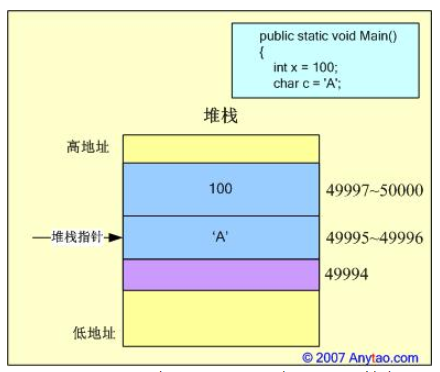 public static void Main()
{
int x = 100;
char c = 'A';
堆栈
高地址
100
49997~50000
堆栈指针
‘A’
49995~49996
49994
低地址
© 2007 Anytao.com